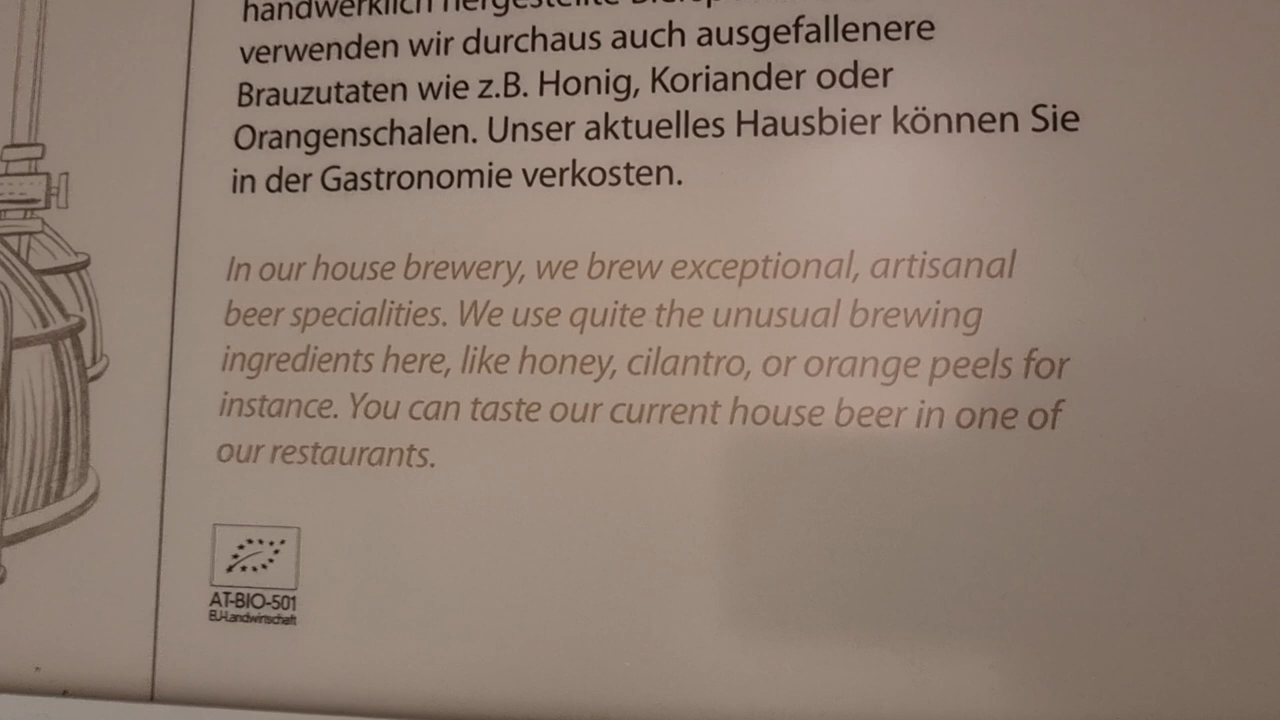 handwerklich hergestellte
verwenden wir durchaus auch ausgefallenere
Brauzutaten wie z.B. Honig, Koriander oder
Orangenschalen. Unser aktuelles Hausbier können Sie
in der Gastronomie verkosten.
In our house brewery, we brew exceptional, artisanal
beer specialities. We use quite the unusual brewing
ingredients here, like honey, cilantro, or orange peels for
instance. You can taste our current house beer in one of
our restaurants.
AT-BIO-501
EU-Landwirtschaft